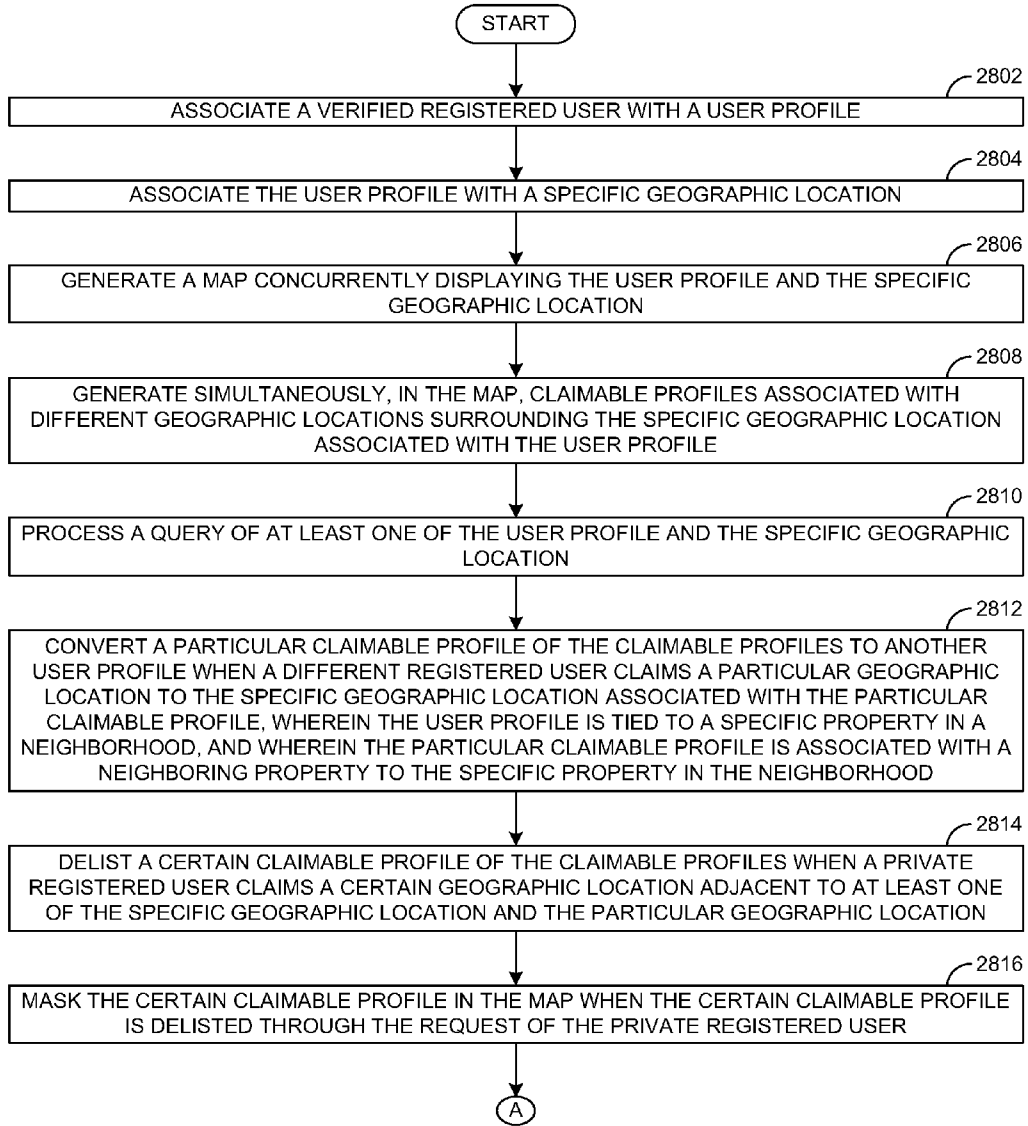 START
2802
ASSOCIATE A VERIFIED REGISTERED USER WITH A USER PROFILE
2804
ASSOCIATE THE USER PROFILE WITH A SPECIFIC GEOGRAPHIC LOCATION
2806
GENERATE A MAP CONCURRENTLY DISPLAYING THE USER PROFILE AND THE SPECIFIC
GEOGRAPHIC LOCATION
2808
GENERATE SIMULTANEOUSLY, IN THE MAP, CLAIMABLE PROFILES ASSOCIATED WITH
DIFFERENT GEOGRAPHIC LOCATIONS SURROUNDING THE SPECIFIC GEOGRAPHIC LOCATION
ASSOCIATED WITH THE USER PROFILE
2810
PROCESS A QUERY OF AT LEAST ONE OF THE USER PROFILE AND THE SPECIFIC GEOGRAPHIC
LOCATION
2812
CONVERT A PARTICULAR CLAIMABLE PROFILE OF THE CLAIMABLE PROFILES TO ANOTHER
USER PROFILE WHEN A DIFFERENT REGISTERED USER CLAIMS A PARTICULAR GEOGRAPHIC
LOCATION TO THE SPECIFIC GEOGRAPHIC LOCATION ASSOCIATED WITH THE PARTICULAR
CLAIMABLE PROFILE, WHEREIN THE USER PROFILE IS TIED TO A SPECIFIC PROPERTY IN A
NEIGHBORHOOD, AND WHEREIN THE PARTICULAR CLAIMABLE PROFILE IS ASSOCIATED WITH A
NEIGHBORING PROPERTY TO THE SPECIFIC PROPERTY IN THE NEIGHBORHOOD
2814
DELIST A CERTAIN CLAIMABLE PROFILE OF THE CLAIMABLE PROFILES WHEN A PRIVATE
REGISTERED USER CLAIMS A CERTAIN GEOGRAPHIC LOCATION ADJACENT TO AT LEAST ONE
OF THE SPECIFIC GEOGRAPHIC LOCATION AND THE PARTICULAR GEOGRAPHIC LOCATION
2816
MASK THE CERTAIN CLAIMABLE PROFILE IN THE MAP WHEN THE CERTAIN CLAIMABLE PROFILE
IS DELISTED THROUGH THE REQUEST OF THE PRIVATE REGISTERED USER
A